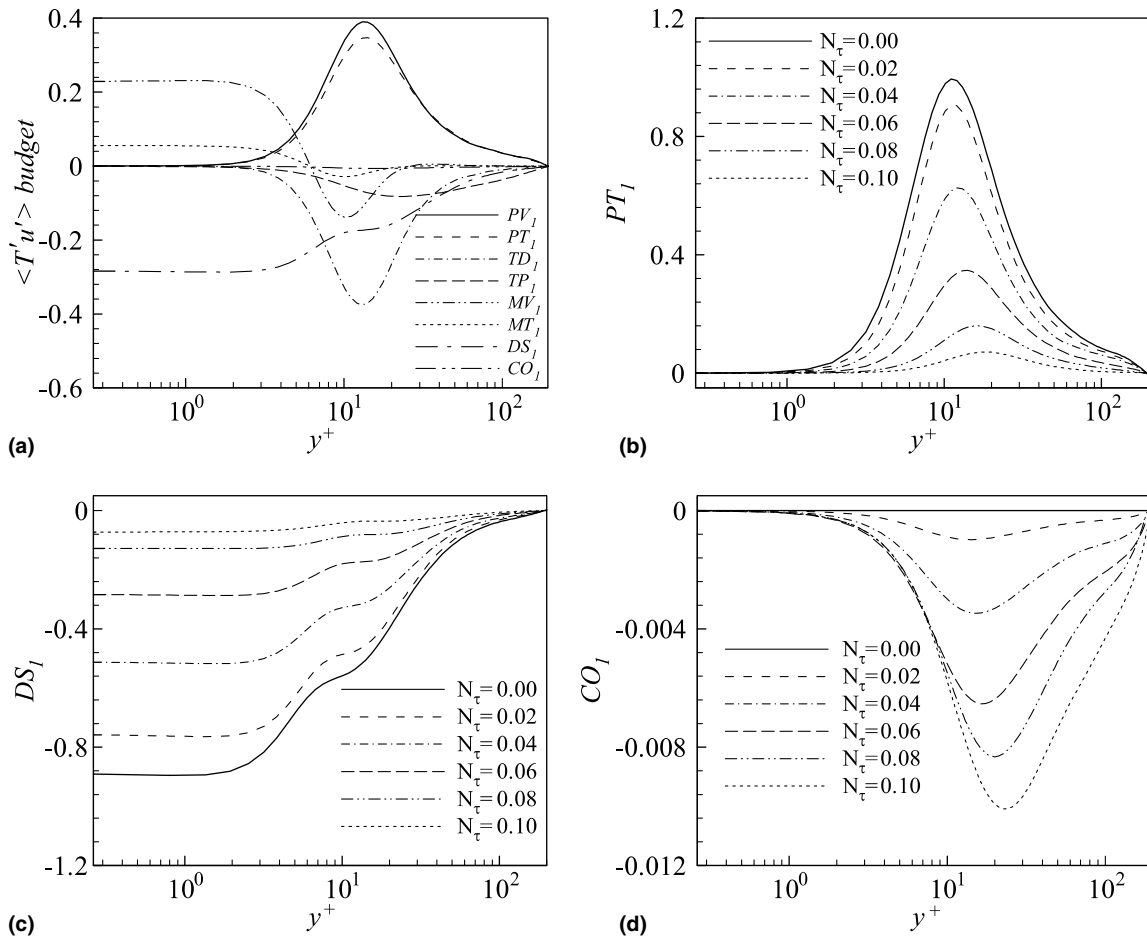 0.4
0.2
0
-0.2
-0.4
-0.6
<T'u'> budget
PV1
PT1
TD1
TP1
MV1
MT1
DS1
CO1
10^0
10^1
10^2
y+
(a)
1.2
0.8
0.4
0
PT1
Nτ=0.00
Nτ=0.02
Nτ=0.04
Nτ=0.06
Nτ=0.08
Nτ=0.10
10^0
10^1
10^2
y+
(b)
0
-0.4
-0.8
-1.2
DS1
Nτ=0.00
Nτ=0.02
Nτ=0.04
Nτ=0.06
Nτ=0.08
Nτ=0.10
10^0
10^1
10^2
y+
(c)
0
-0.004
-0.008
-0.012
CO1
Nτ=0.00
Nτ=0.02
Nτ=0.04
Nτ=0.06
Nτ=0.08
Nτ=0.10
10^0
10^1
10^2
y+
(d)